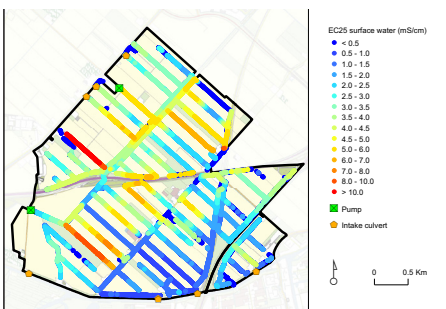 EC25 surface water (mS/cm)
< 0.5
0.5 - 1.0
1.0 - 1.5
1.5 - 2.0
2.0 - 2.5
2.5 - 3.0
3.0 - 3.5
3.5 - 4.0
4.0 - 4.5
4.5 - 5.0
5.0 - 6.0
6.0 - 7.0
7.0 - 8.0
8.0 - 10.0
> 10.0
Pump
Intake culvert
0 0.5 Km